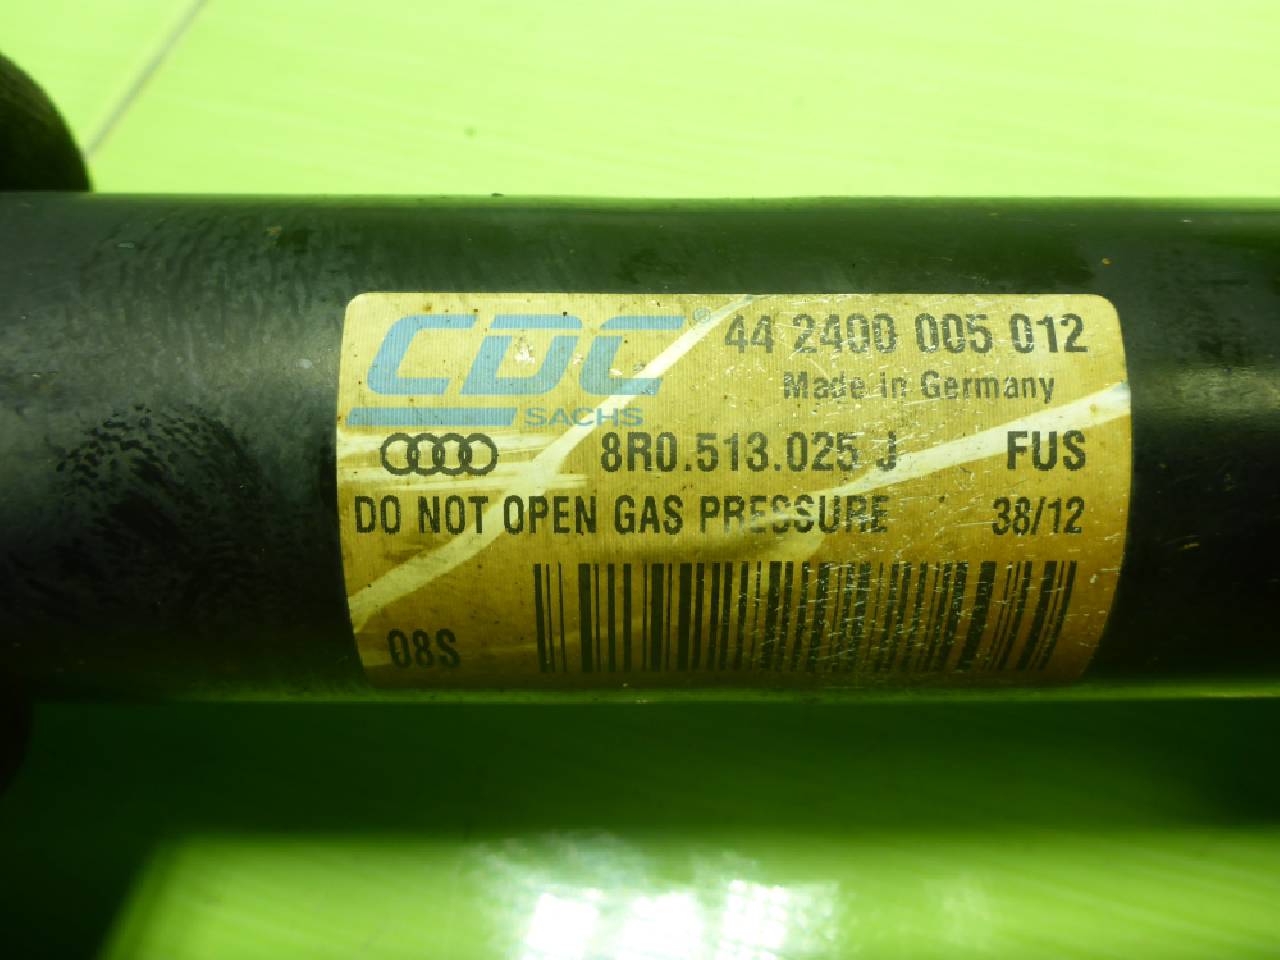 CDC® 44 2400 005 012
Made in Germany
SACHS
8R0.513.025 J FUS
DO NOT OPEN GAS PRESSURE 38/12
08S